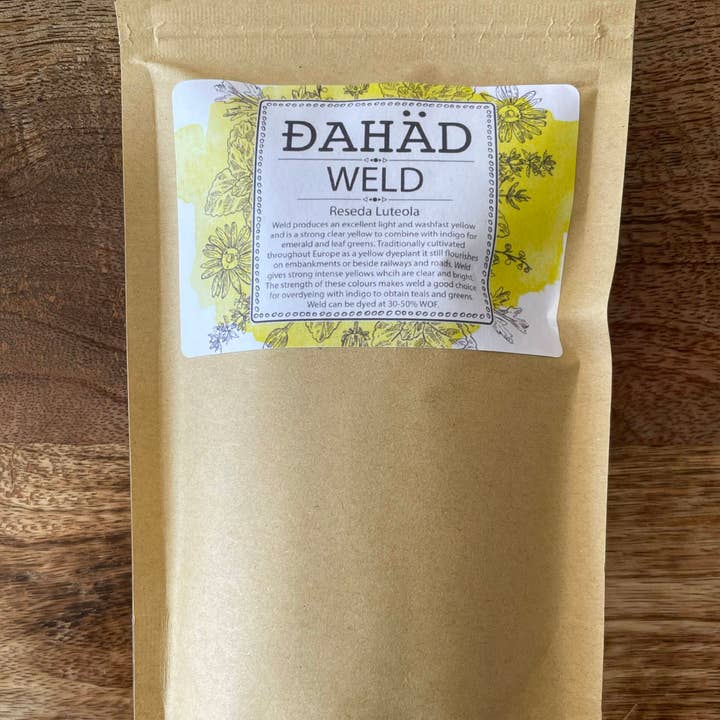 ĐAHÄD
WELD
Reseda Luteola
Weld produces an excellent light and washfast yellow
and is a strong clear yellow to combine with indigo for
emerald and leaf greens. Traditionally cultivated
throughout Europe as a yellow dyeplant it still flourishes
on embankments or beside railways and roads. Weld
gives strong intense yellows whcih are clear and bright.
The strength of these colours makes weld a good choice
for overdyeing with indigo to obtain teals and greens.
Weld can be dyed at 30-50% WOF.